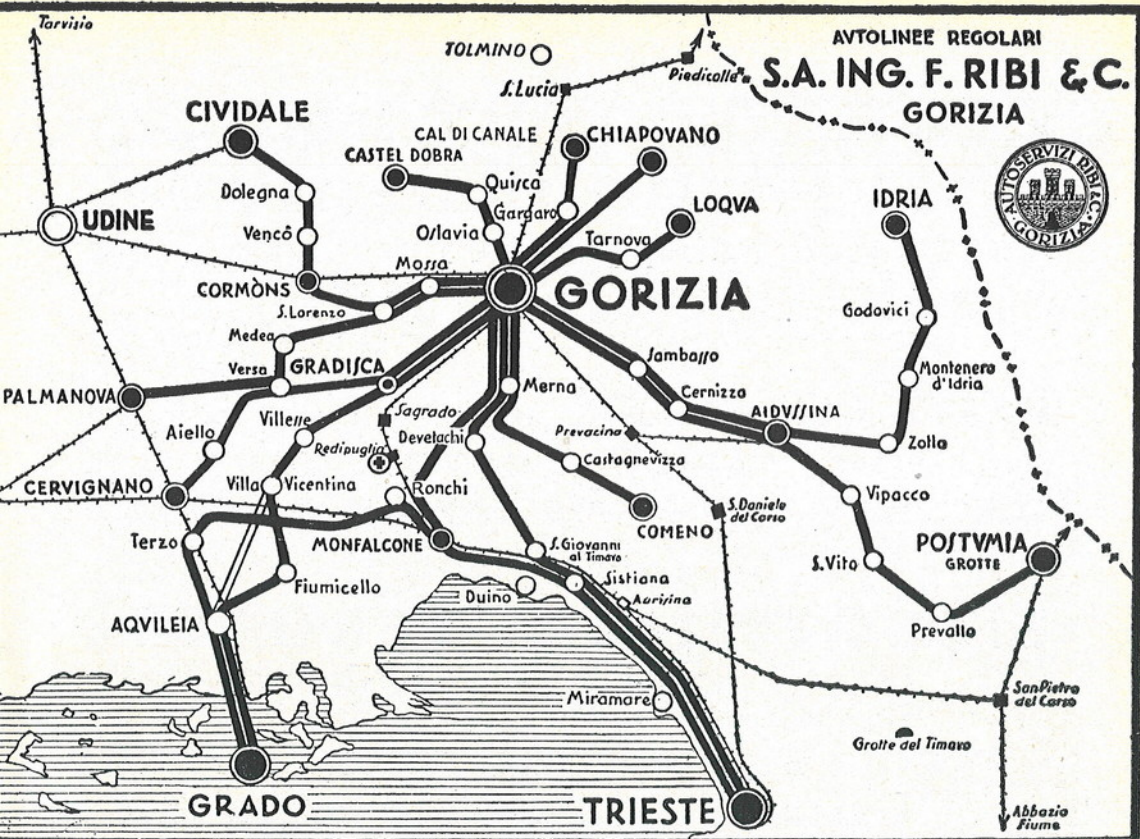 Tarvisio
AVTOLINEE REGOLARI
S.A. ING. F. RIBI & C.
GORIZIA
AUTOSERVIZI RIBI & C.
GORIZIA
TOLMINO
Piedicolle
S. Lucia
CIVIDALE
CAL DI CANALE
CHIAPOVANO
CASTEL DOBRA
Dolegna
Quisca
Gargaro
LOQVA
IDRIA
UDINE
Vencò
Oslavia
Tarnova
Mossa
CORMÒNS
GORIZIA
S. Lorenzo
Godovici
Medea
Versa
GRADISCA
Sambasso
Montenero
d'Idria
PALMANOVA
Merna
Cernizza
Villesse
Sagrado
AIDVSSINA
Aiello
Redipuglia
Devetachi
Prevacina
Zolla
Castagnevizza
CERVIGNANO
Villa Vicentina
Ronchi
Vipacco
COMENO
S. Daniele
del Carso
Terzo
MONFALCONE
S. Giovanni
al Timavo
POSTVMIA
GROTTE
S. Vito
Fiumicello
Duino
Sistiana
Aurisina
AQVILEIA
Prevallo
Miramare
San Pietro
del Carso
Grotte del Timavo
GRADO
TRIESTE
Abbazia
Fiume